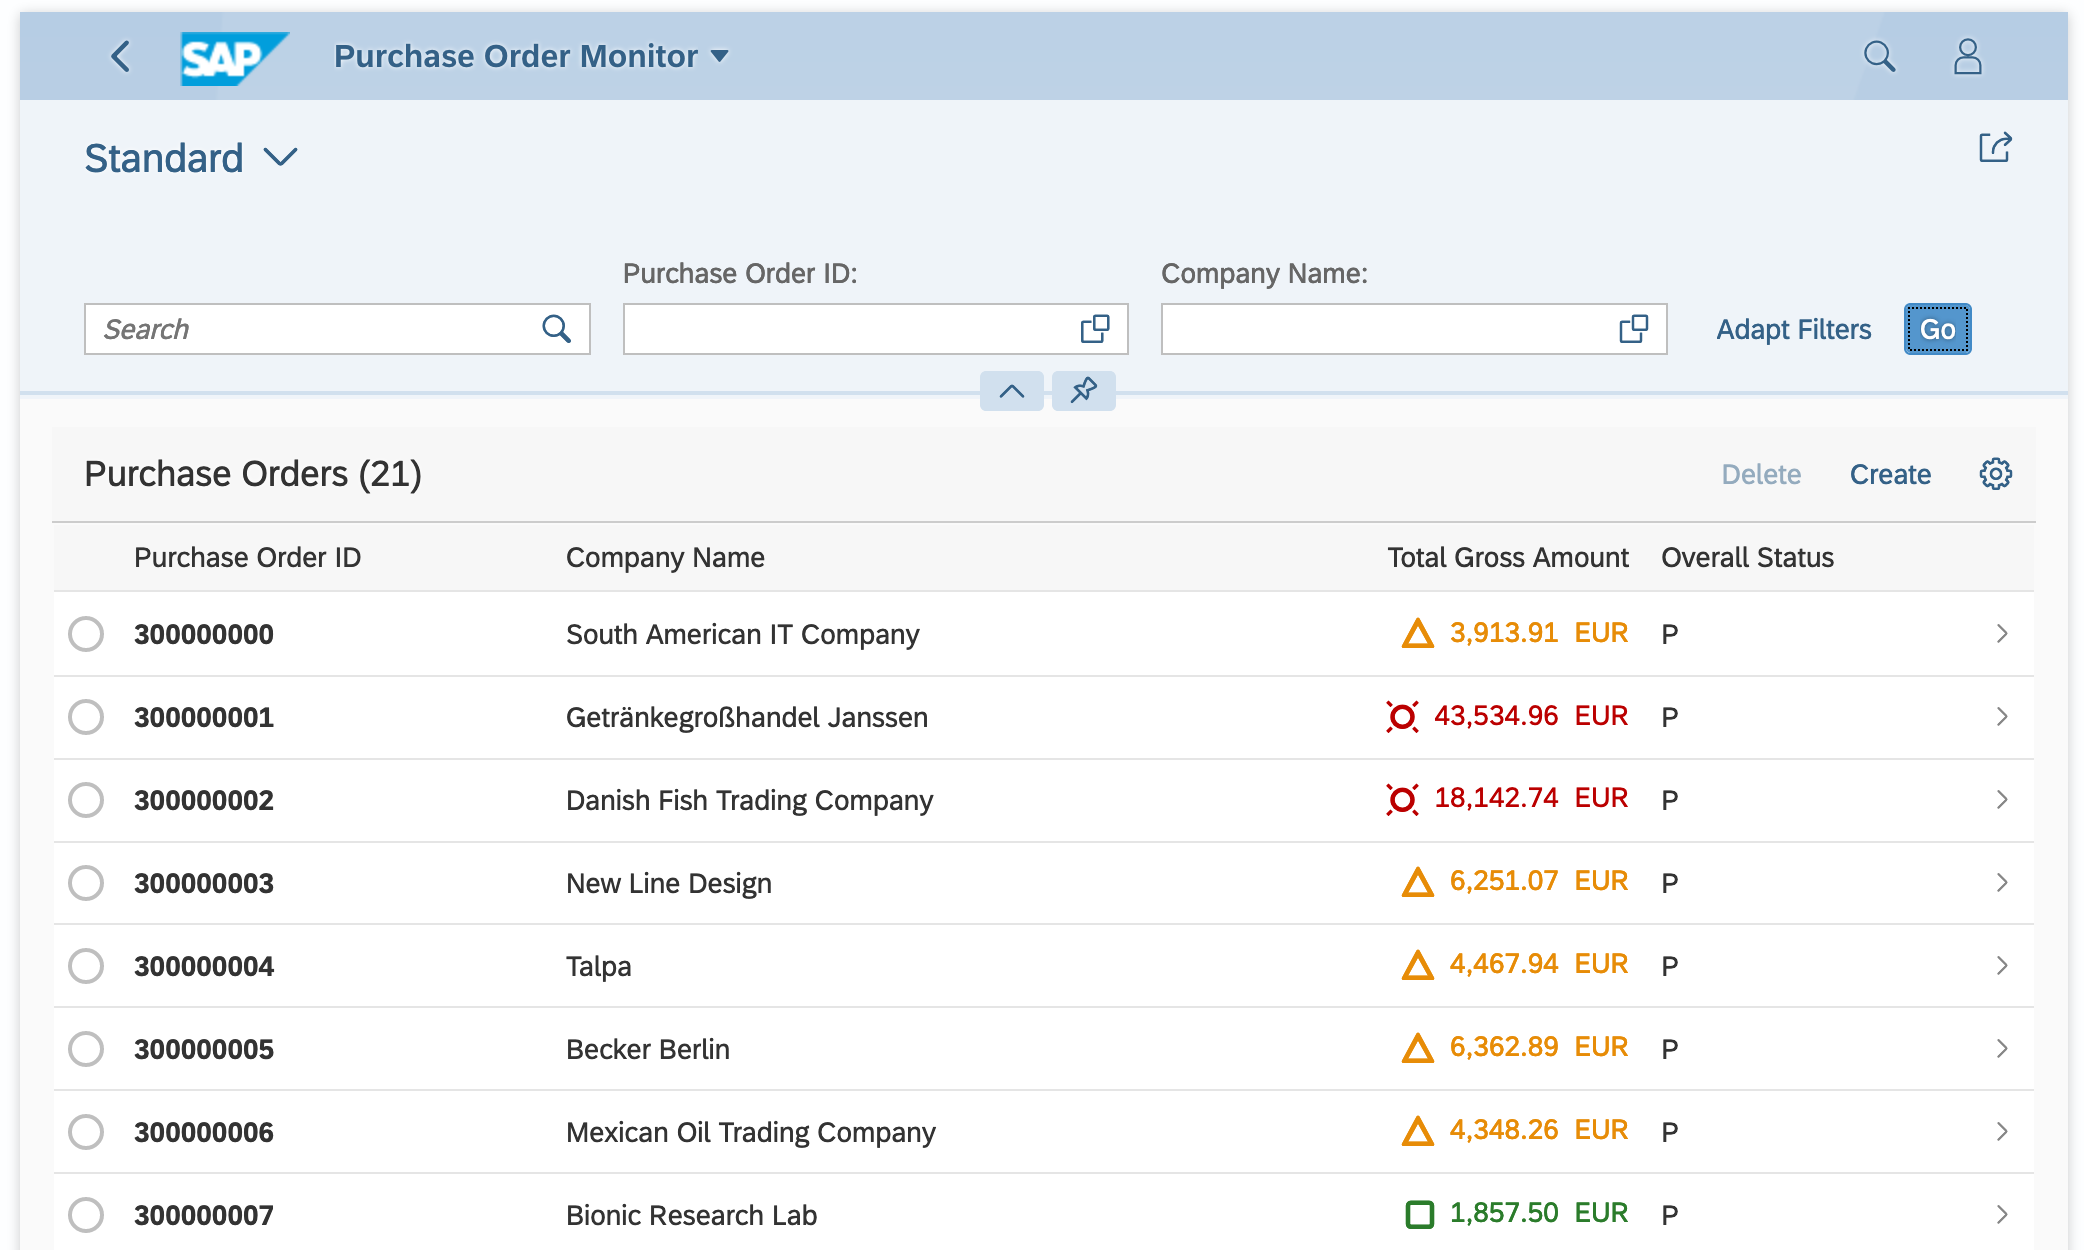 SAP Purchase Order Monitor
Standard
Purchase Order ID: Company Name:
Search Adapt Filters Go
Purchase Orders (21) Delete Create
Purchase Order ID Company Name Total Gross Amount Overall Status
300000000 South American IT Company 3,913.91 EUR P
300000001 Getränkegroßhandel Janssen 43,534.96 EUR P
300000002 Danish Fish Trading Company 18,142.74 EUR P
300000003 New Line Design 6,251.07 EUR P
300000004 Talpa 4,467.94 EUR P
300000005 Becker Berlin 6,362.89 EUR P
300000006 Mexican Oil Trading Company 4,348.26 EUR P
300000007 Bionic Research Lab 1,857.50 EUR P